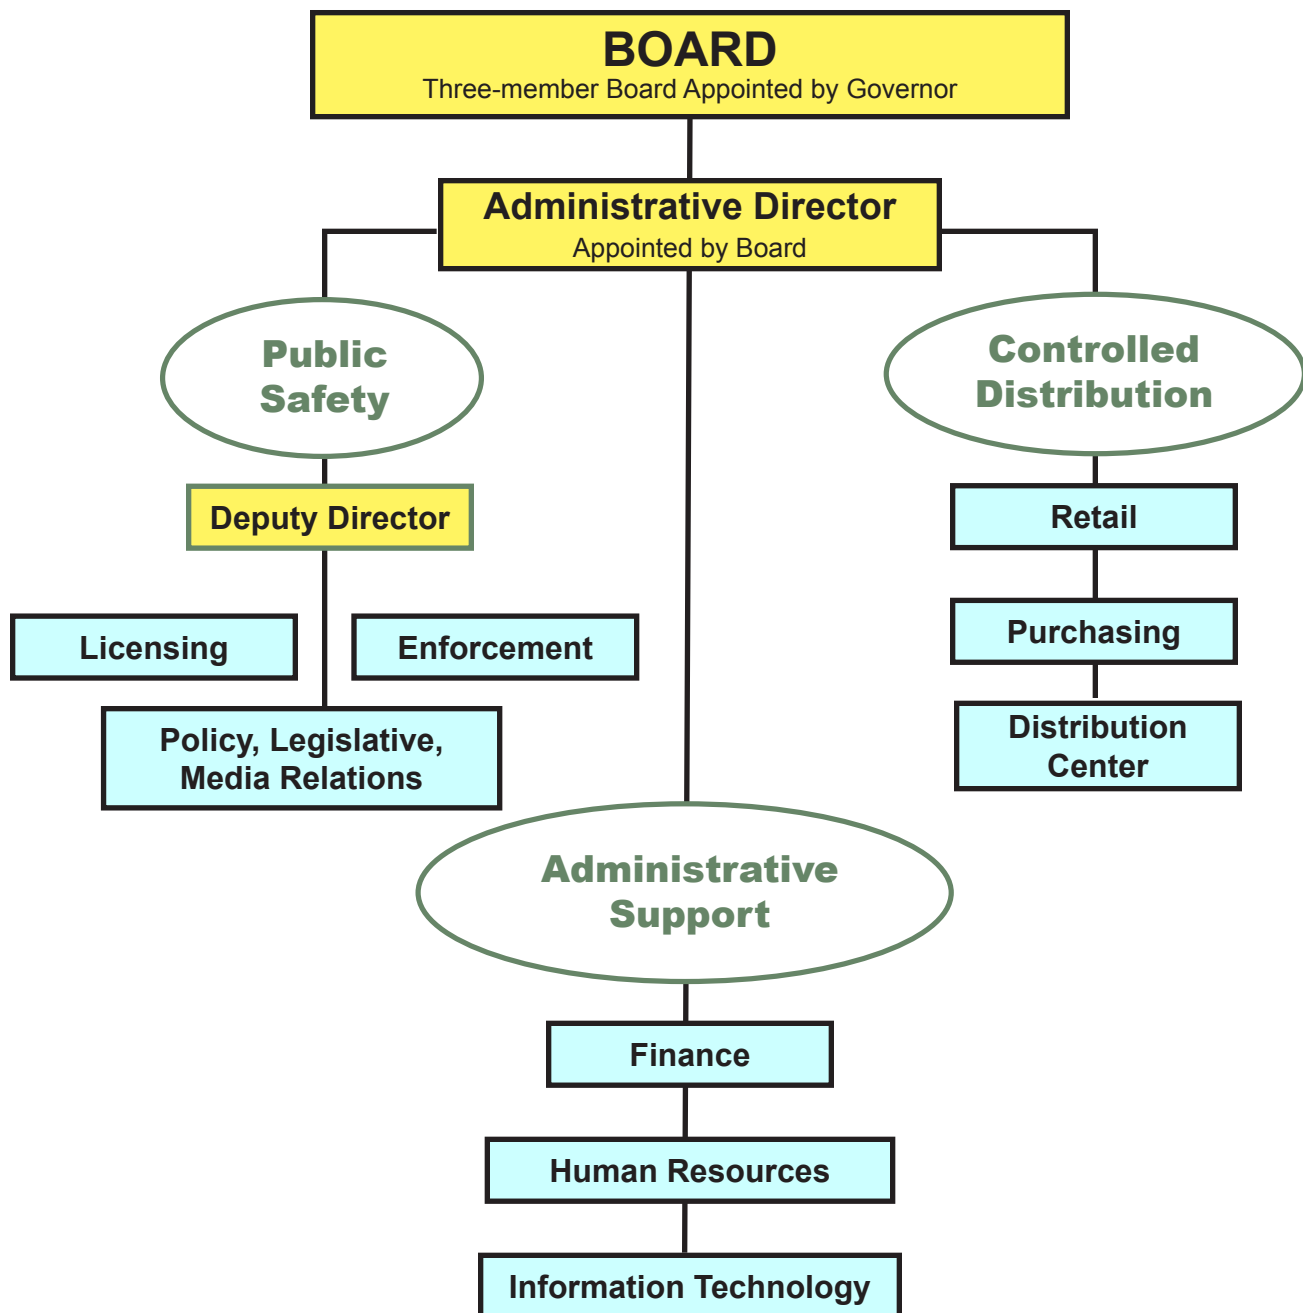 BOARD
Three-member Board Appointed by Governor
Administrative Director
Appointed by Board
Public
Safety
Controlled
Distribution
Deputy Director
Retail
Licensing
Enforcement
Purchasing
Policy, Legislative,
Media Relations
Distribution
Center
Administrative
Support
Finance
Human Resources
Information Technology